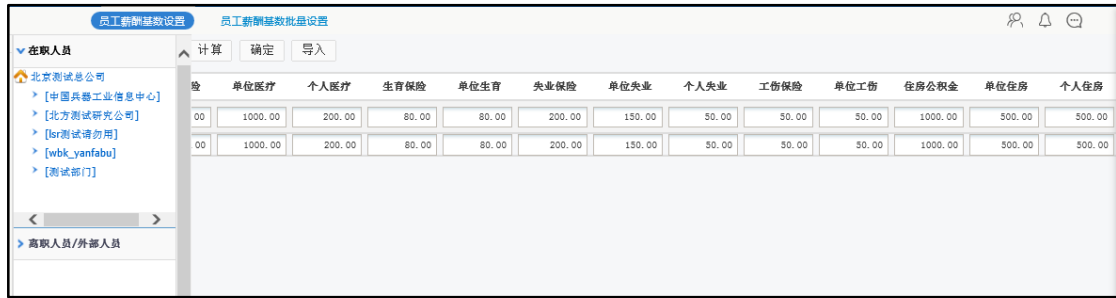 员工薪酬基数设置 员工薪酬基数批量设置
在职人员 计算 确定 导入
北京测试总公司
[中国兵器工业信息中心]
[北方测试研究公司]
[lsr测试请勿用]
[wbk_yanfabu]
[测试部门]
离职人员/外部人员
险 单位医疗 个人医疗 生育保险 单位生育 失业保险 单位失业 个人失业 工伤保险 单位工伤 住房公积金 单位住房 个人住房
00 1000.00 200.00 80.00 80.00 200.00 150.00 50.00 50.00 50.00 1000.00 500.00 500.00
.00 1000.00 200.00 80.00 80.00 200.00 150.00 50.00 50.00 50.00 1000.00 500.00 500.00